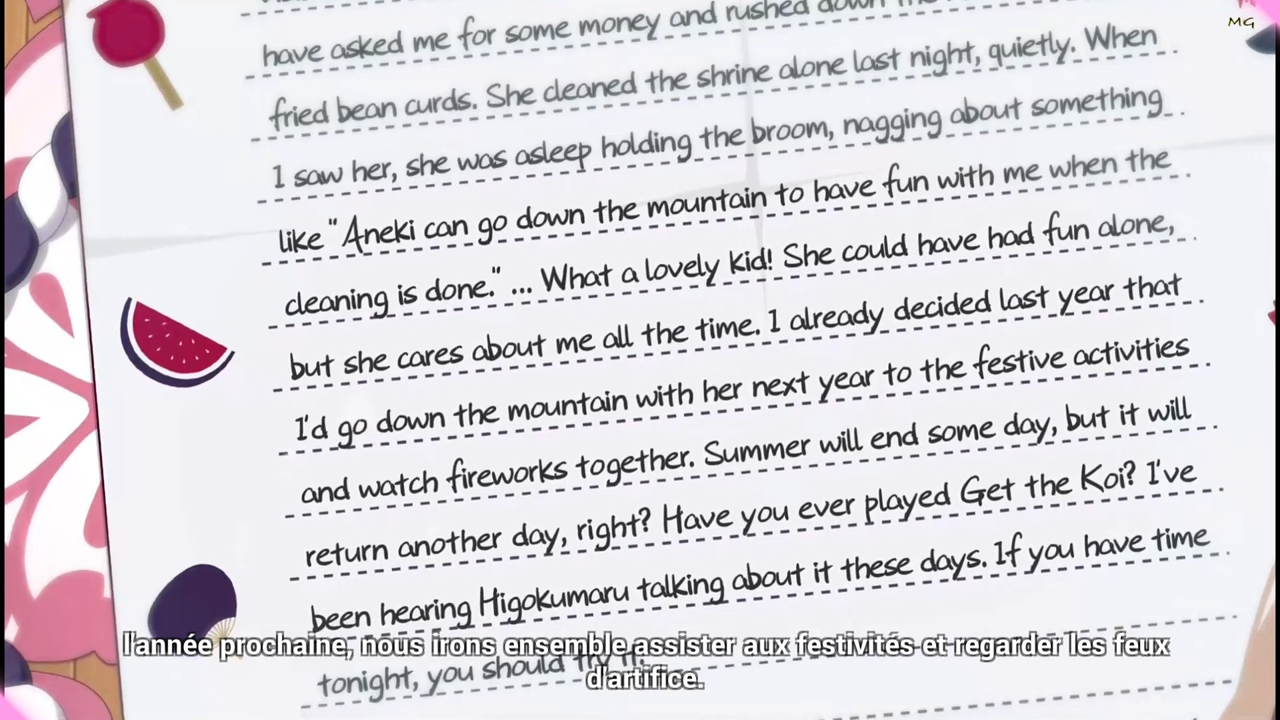 MG
have asked me for some money and rushed down
fried bean curds. She cleaned the shrine alone last night, quietly. When
I saw her, she was asleep holding the broom, nagging about something
like "Aneki can go down the mountain to have fun with me when the
cleaning is done." ... What a lovely kid! She could have had fun alone,
but she cares about me all the time. I already decided last year that
I'd go down the mountain with her next year to the festive activities
and watch fireworks together. Summer will end some day, but it will
return another day, right? Have you ever played Get the Koi? I've
been hearing Higokumaru talking about it these days. If you have time
tonight, you should try it.
l'année prochaine, nous irons ensemble assister aux festivités et regarder les feux
d'artifice.